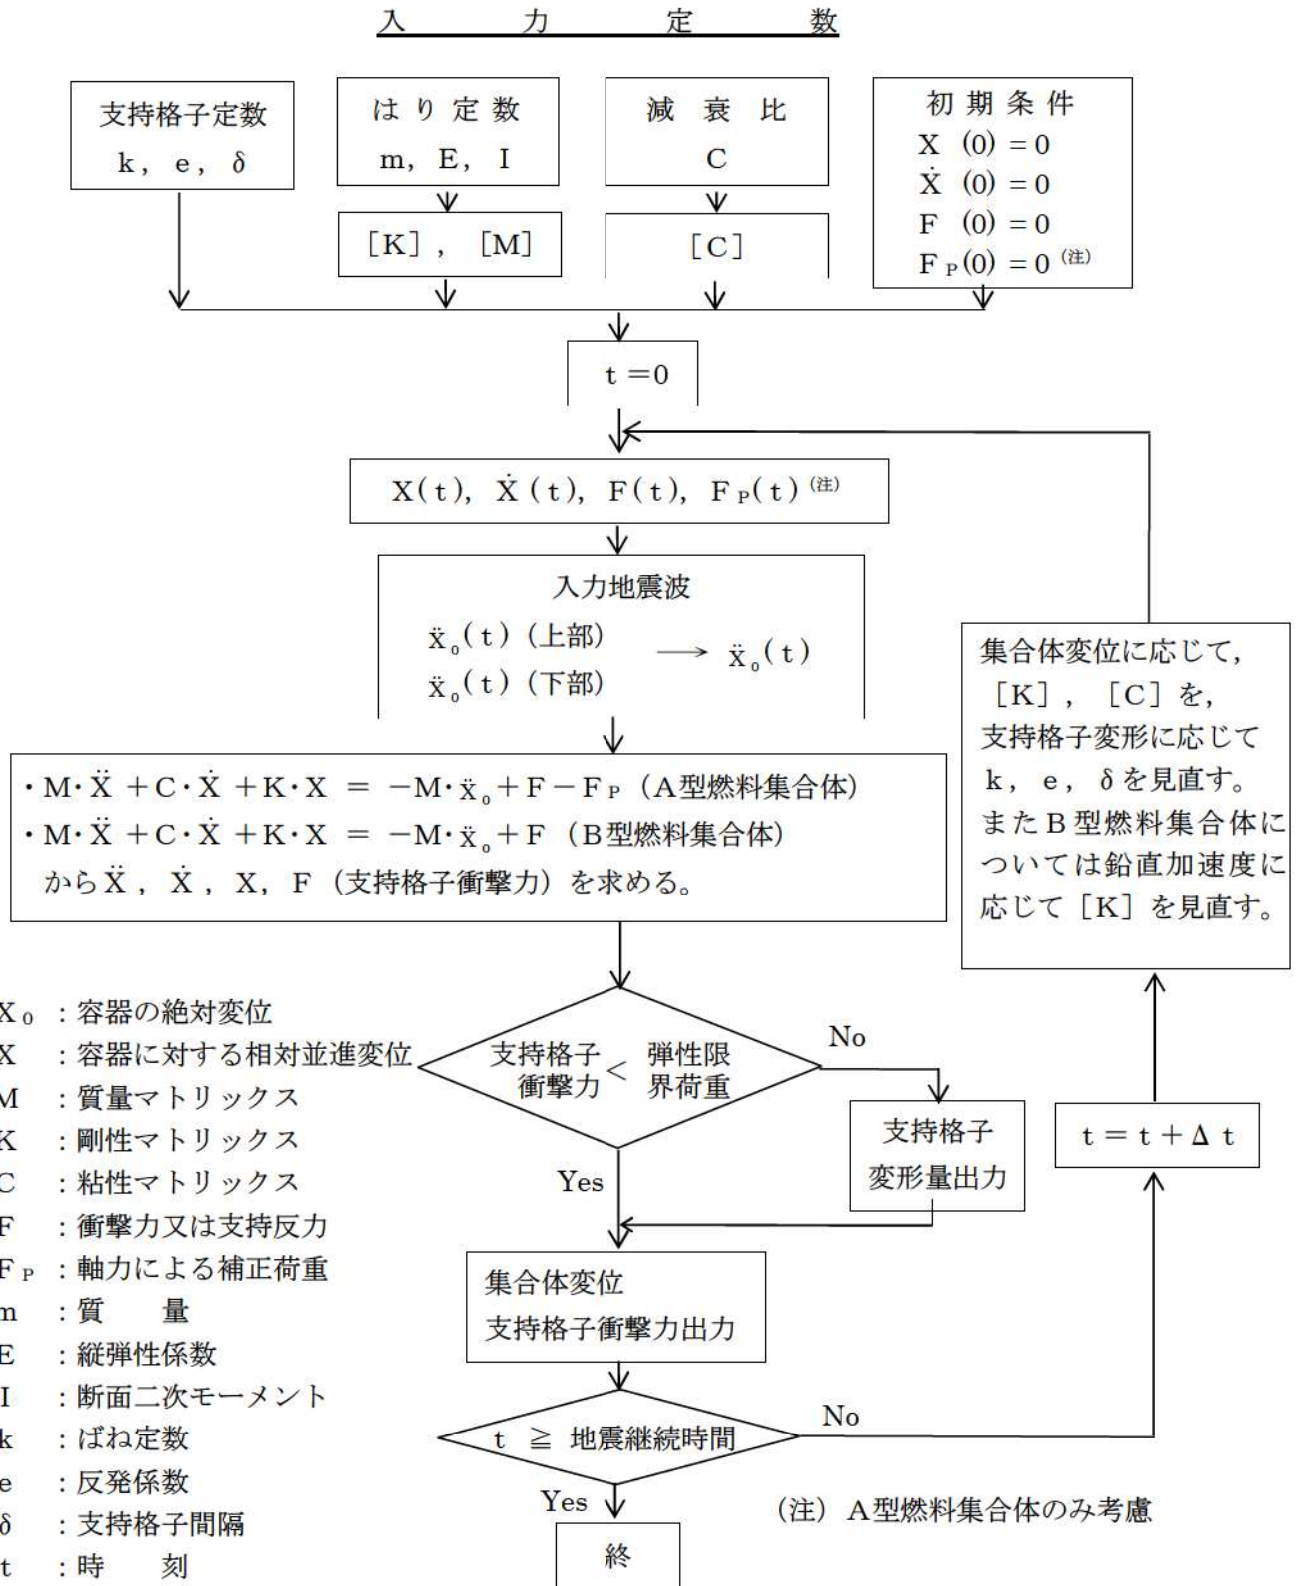 入力定数
支持格子定数
k, e, δ
はり定数
m, E, I
[K], [M]
減衰比
C
[C]
初期条件
X (0) =0
Ẋ (0) =0
F (0) =0
F P(0) =0 (注)
t =0
X(t), Ẋ(t), F(t), F P(t) (注)
入力地震波
ẍ₀(t) (上部)
ẍ₀(t) (下部)
→ ẍ₀(t)
・M・Ẍ +C・Ẋ +K・X = −M・ẍ₀+F−F P (A型燃料集合体)
・M・Ẍ +C・Ẋ +K・X = −M・ẍ₀+F (B型燃料集合体)
からẌ, Ẋ, X, F (支持格子衝撃力) を求める。
集合体変位に応じて,
[K], [C] を,
支持格子変形に応じて
k, e, δを見直す。
またB型燃料集合体に
ついては鉛直加速度に
応じて [K] を見直す。
支持格子
衝撃力
<
弾性限
界荷重
No
Yes
支持格子
変形量出力
t = t + Δ t
集合体変位
支持格子衝撃力出力
t ≧ 地震継続時間
No
Yes
終
X₀ :容器の絶対変位
X :容器に対する相対並進変位
M :質量マトリックス
K :剛性マトリックス
C :粘性マトリックス
F :衝撃力又は支持反力
F P :軸力による補正荷重
m :質 量
E :縦弾性係数
I :断面二次モーメント
k :ばね定数
e :反発係数
δ :支持格子間隔
t :時 刻
(注) A型燃料集合体のみ考慮